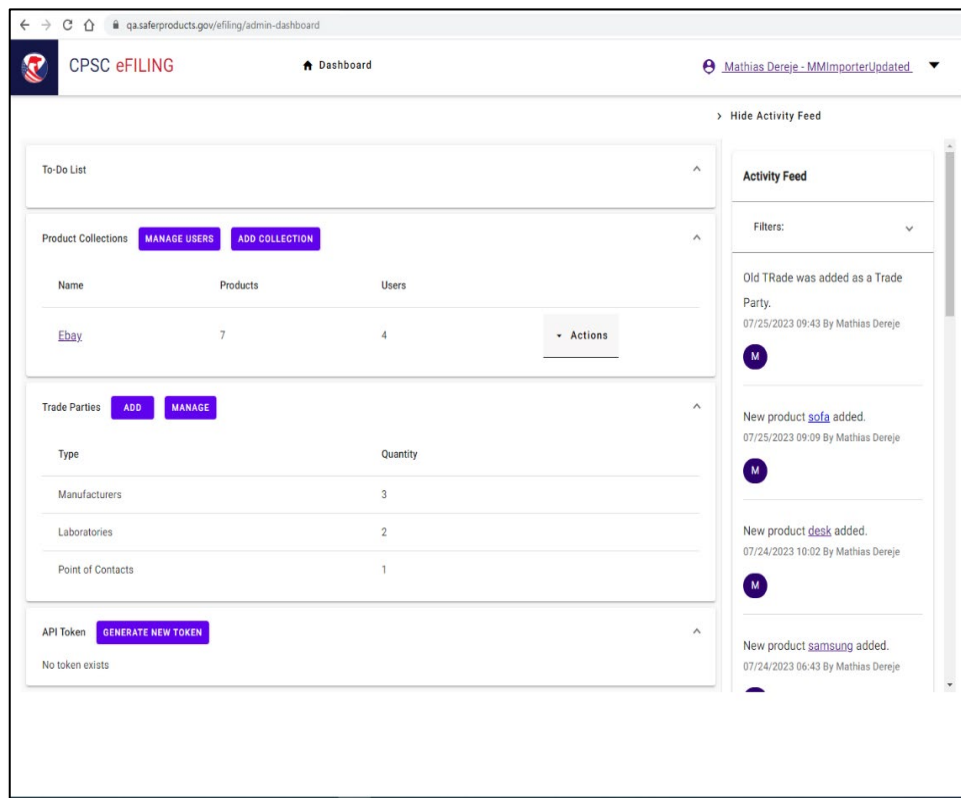 qa.saferproducts.gov/efiling/admin-dashboard
CPSC eFILING
Dashboard
Mathias Dereje - MMImporterUpdated
Hide Activity Feed
To-Do List
Product Collections MANAGE USERS ADD COLLECTION
Name Products Users
Ebay 7 4 Actions
Trade Parties ADD MANAGE
Type Quantity
Manufacturers 3
Laboratories 2
Point of Contacts 1
API Token GENERATE NEW TOKEN
No token exists
Activity Feed
Filters:
Old TRade was added as a Trade
Party.
07/25/2023 09:43 By Mathias Dereje
M
New product sofa added.
07/25/2023 09:09 By Mathias Dereje
M
New product desk added.
07/24/2023 10:02 By Mathias Dereje
M
New product samsung added.
07/24/2023 06:43 By Mathias Dereje